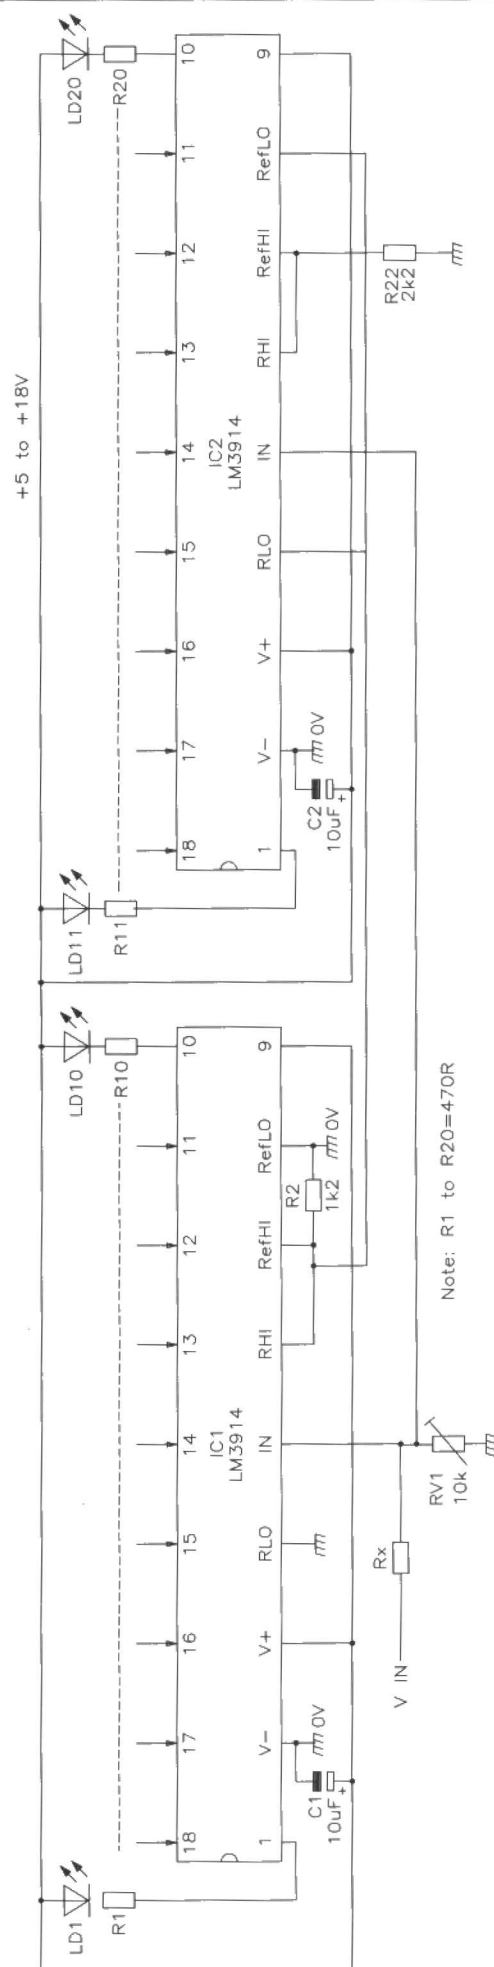 +5 to +18V
LD1
R1
LD10
R10
LD11
R11
LD20
R20
18
17
16
15
14
13
12
11
10
IC1
LM3914
1
V-
V+
RLO
IN
RHI
RefHI
RefLO
9
C1
10uF
+
0V
R2
1k2
0V
18
17
16
15
14
13
12
11
10
IC2
LM3914
1
V-
V+
RLO
IN
RHI
RefHI
RefLO
9
C2
10uF
+
0V
R22
2k2
V IN
Rx
RV1
10k
Note: R1 to R20=470R